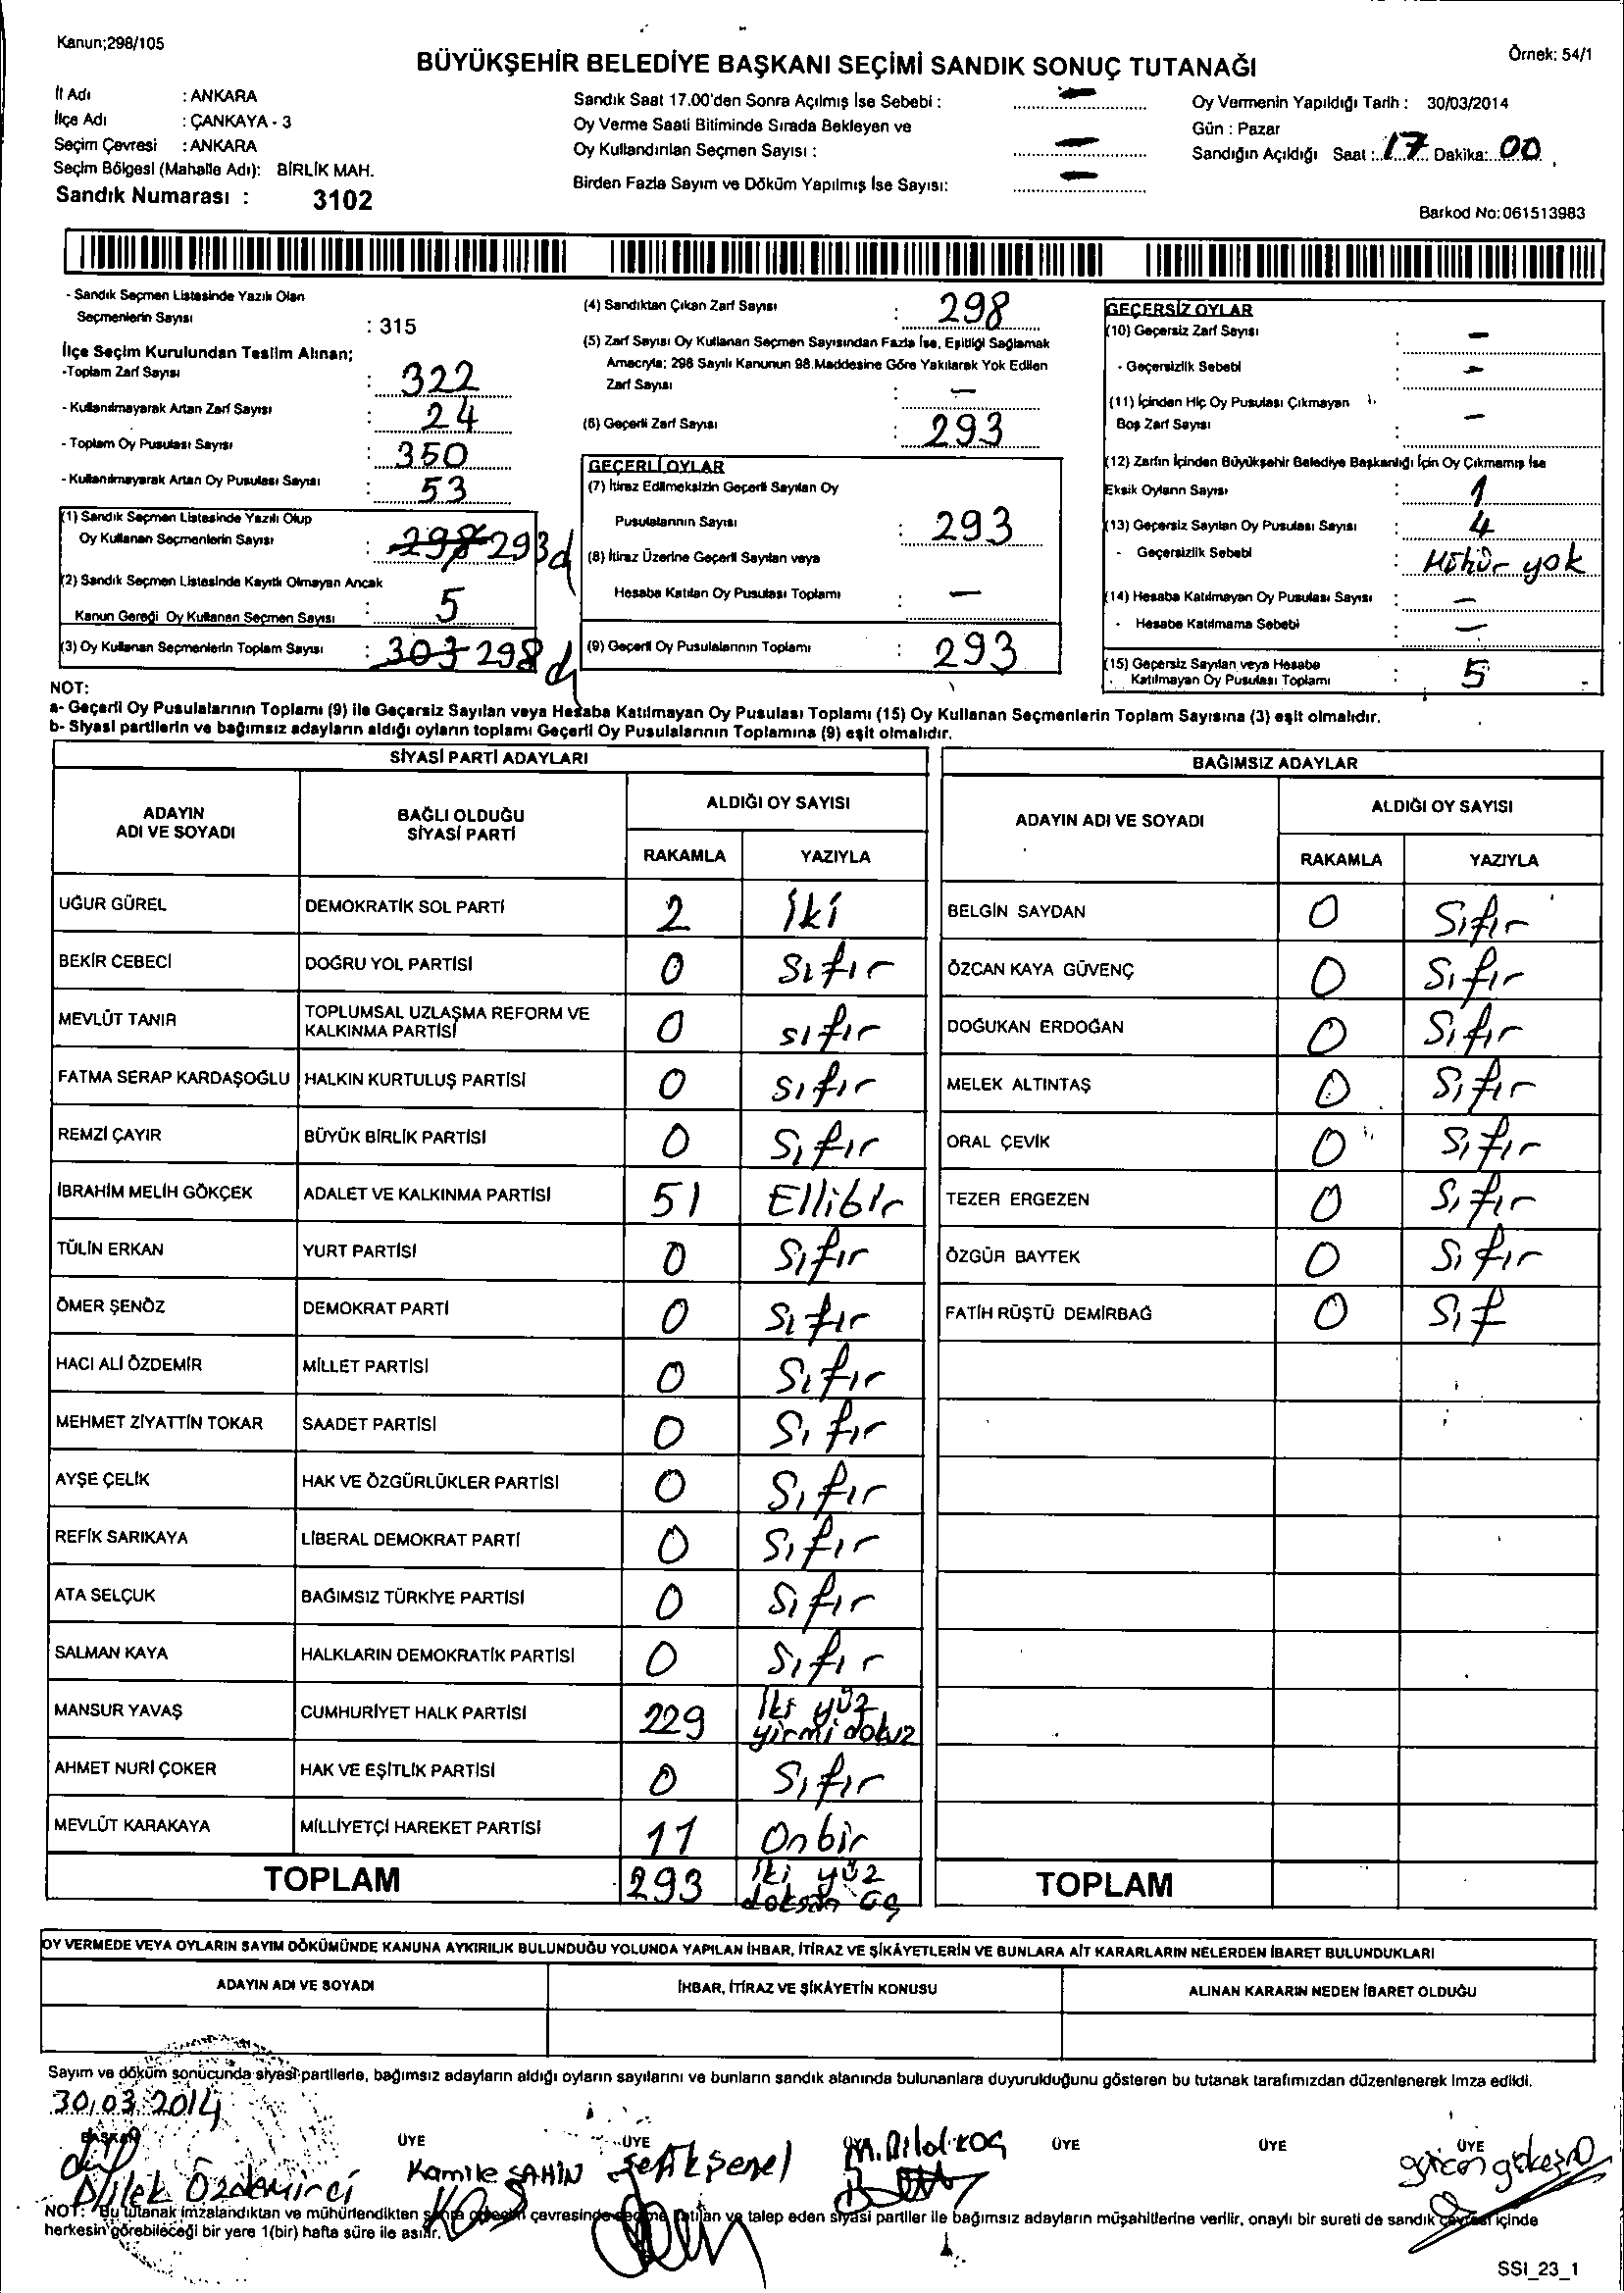 Kanun;298/105
Örnek: 54/1
BÜYÜKŞEHİR BELEDİYE BAŞKANI SEÇİMİ SANDIK SONUÇ TUTANAĞI
İl Adı : ANKARA
İlçe Adı : ÇANKAYA - 3
Seçim Çevresi : ANKARA
Seçim Bölgesi (Mahalle Adı): BİRLİK MAH.
Sandık Numarası : 3102
Sandık Saat 17.00'den Sonra Açılmış İse Sebebi : —
Oy Verme Saati Bitiminde Sırada Bekleyen ve
Oy Kullandırılan Seçmen Sayısı : —
Birden Fazla Sayım ve Döküm Yapılmış İse Sayısı: —
Oy Vermenin Yapıldığı Tarih : 30/03/2014
Gün : Pazar
Sandığın Açıldığı Saat : 17 Dakika: 00
Barkod No:061513983
- Sandık Seçmen Listesinde Yazılı Olan
Seçmenlerin Sayısı : 315
İlçe Seçim Kurulundan Teslim Alınan;
-Toplam Zarf Sayısı : 322
- Kullanılmayarak Artan Zarf Sayısı : 24
- Toplam Oy Pusulası Sayısı : 350
- Kullanılmayarak Artan Oy Pusulası Sayısı : 53
(1) Sandık Seçmen Listesinde Yazılı Olup
Oy Kullanan Seçmenlerin Sayısı : 298 293
(2) Sandık Seçmen Listesinde Kayıtlı Olmayan Ancak
Kanun Gereği Oy Kullanan Seçmen Sayısı : 5
(3) Oy Kullanan Seçmenlerin Toplam Sayısı : 303 298
(4) Sandıktan Çıkan Zarf Sayısı : 298
(5) Zarf Sayısı Oy Kullanan Seçmen Sayısından Fazla İse, Eşitliği Sağlamak
Amacıyla; 298 Sayılı Kanunun 98.Maddesine Göre Yakılarak Yok Edilen
Zarf Sayısı : —
(6) Geçerli Zarf Sayısı : 293
GEÇERLİ OYLAR
(7) İtiraz Edilmeksizin Geçerli Sayılan Oy
Pusulalarının Sayısı : 293
(8) İtiraz Üzerine Geçerli Sayılan veya
Hesaba Katılan Oy Pusulası Toplamı : —
(9) Geçerli Oy Pusulalarının Toplamı : 293
GEÇERSİZ OYLAR
(10) Geçersiz Zarf Sayısı : —
- Geçersizlik Sebebi : —
(11) İçinden Hiç Oy Pusulası Çıkmayan
Boş Zarf Sayısı : —
(12) Zarfın İçinden Büyükşehir Belediye Başkanlığı İçin Oy Çıkmamış İse
Eksik Oyların Sayısı : 1
(13) Geçersiz Sayılan Oy Pusulası Sayısı : 4
- Geçersizlik Sebebi : Mühür yok
(14) Hesaba Katılmayan Oy Pusulası Sayısı : —
- Hesaba Katılmama Sebebi : —
(15) Geçersiz Sayılan veya Hesaba
Katılmayan Oy Pusulası Toplamı : 5
NOT:
a- Geçerli Oy Pusulalarının Toplamı (9) ile Geçersiz Sayılan veya Hesaba Katılmayan Oy Pusulası Toplamı (15) Oy Kullanan Seçmenlerin Toplam Sayısına (3) eşit olmalıdır.
b- Siyasi partilerin ve bağımsız adayların aldığı oyların toplamı Geçerli Oy Pusulalarının Toplamına (9) eşit olmalıdır.
SİYASİ PARTİ ADAYLARI
ADAYIN ADI VE SOYADI BAĞLI OLDUĞU SİYASİ PARTİ ALDIĞI OY SAYISI
RAKAMLA YAZIYLA
UĞUR GÜREL DEMOKRATİK SOL PARTİ 2 İki
BEKİR CEBECİ DOĞRU YOL PARTİSİ 0 Sıfır
MEVLÜT TANIR TOPLUMSAL UZLAŞMA REFORM VE KALKINMA PARTİSİ 0 sıfır
FATMA SERAP KARDAŞOĞLU HALKIN KURTULUŞ PARTİSİ 0 sıfır
REMZİ ÇAYIR BÜYÜK BİRLİK PARTİSİ 0 Sıfır
İBRAHİM MELİH GÖKÇEK ADALET VE KALKINMA PARTİSİ 51 Ellibir
TÜLİN ERKAN YURT PARTİSİ 0 Sıfır
ÖMER ŞENÖZ DEMOKRAT PARTİ 0 Sıfır
HACI ALİ ÖZDEMİR MİLLET PARTİSİ 0 Sıfır
MEHMET ZİYATTİN TOKAR SAADET PARTİSİ 0 Sıfır
AYŞE ÇELİK HAK VE ÖZGÜRLÜKLER PARTİSİ 0 Sıfır
REFİK SARIKAYA LİBERAL DEMOKRAT PARTİ 0 Sıfır
ATA SELÇUK BAĞIMSIZ TÜRKİYE PARTİSİ 0 Sıfır
SALMAN KAYA HALKLARIN DEMOKRATİK PARTİSİ 0 Sıfır
MANSUR YAVAŞ CUMHURİYET HALK PARTİSİ 229 İki yüz yirmi dokuz
AHMET NURİ ÇOKER HAK VE EŞİTLİK PARTİSİ 0 Sıfır
MEVLÜT KARAKAYA MİLLİYETÇİ HAREKET PARTİSİ 11 Onbir
TOPLAM 293 İki yüz doksan üç
BAĞIMSIZ ADAYLAR
ADAYIN ADI VE SOYADI ALDIĞI OY SAYISI
RAKAMLA YAZIYLA
BELGİN SAYDAN 0 Sıfır
ÖZCAN KAYA GÜVENÇ 0 Sıfır
DOĞUKAN ERDOĞAN 0 Sıfır
MELEK ALTINTAŞ 0 Sıfır
ORAL ÇEVİK 0 Sıfır
TEZER ERGEZEN 0 Sıfır
ÖZGÜR BAYTEK 0 Sıfır
FATİH RÜŞTÜ DEMİRBAĞ 0 Sıf
TOPLAM
OY VERMEDE VEYA OYLARIN SAYIM DÖKÜMÜNDE KANUNA AYKIRILIK BULUNDUĞU YOLUNDA YAPILAN İHBAR, İTİRAZ VE ŞİKÂYETLERİN VE BUNLARA AİT KARARLARIN NELERDEN İBARET BULUNDUKLARI
ADAYIN ADI VE SOYADI İHBAR, İTİRAZ VE ŞİKÂYETİN KONUSU ALINAN KARARIN NEDEN İBARET OLDUĞU
Sayım ve döküm sonucunda siyasi partilerle, bağımsız adayların aldığı oyların sayılarını ve bunların sandık alanında bulunanlara duyurulduğunu gösteren bu tutanak tarafımızdan düzenlenerek imza edildi.
30.03.2014
BAŞKAN ÜYE ÜYE ÜYE ÜYE ÜYE
Dilek Özdemirci Kamile ŞAHİN M. Bilal KOÇ
NOT: Bu tutanak imzalandıktan ve mühürlendikten sonra çevresinde seçime katılan ve talep eden siyasi partiler ile bağımsız adayların müşahitlerine verilir, onaylı bir sureti de sandık çevresi içinde
herkesin görebileceği bir yere 1(bir) hafta süre ile asılır.
SSI_23_1